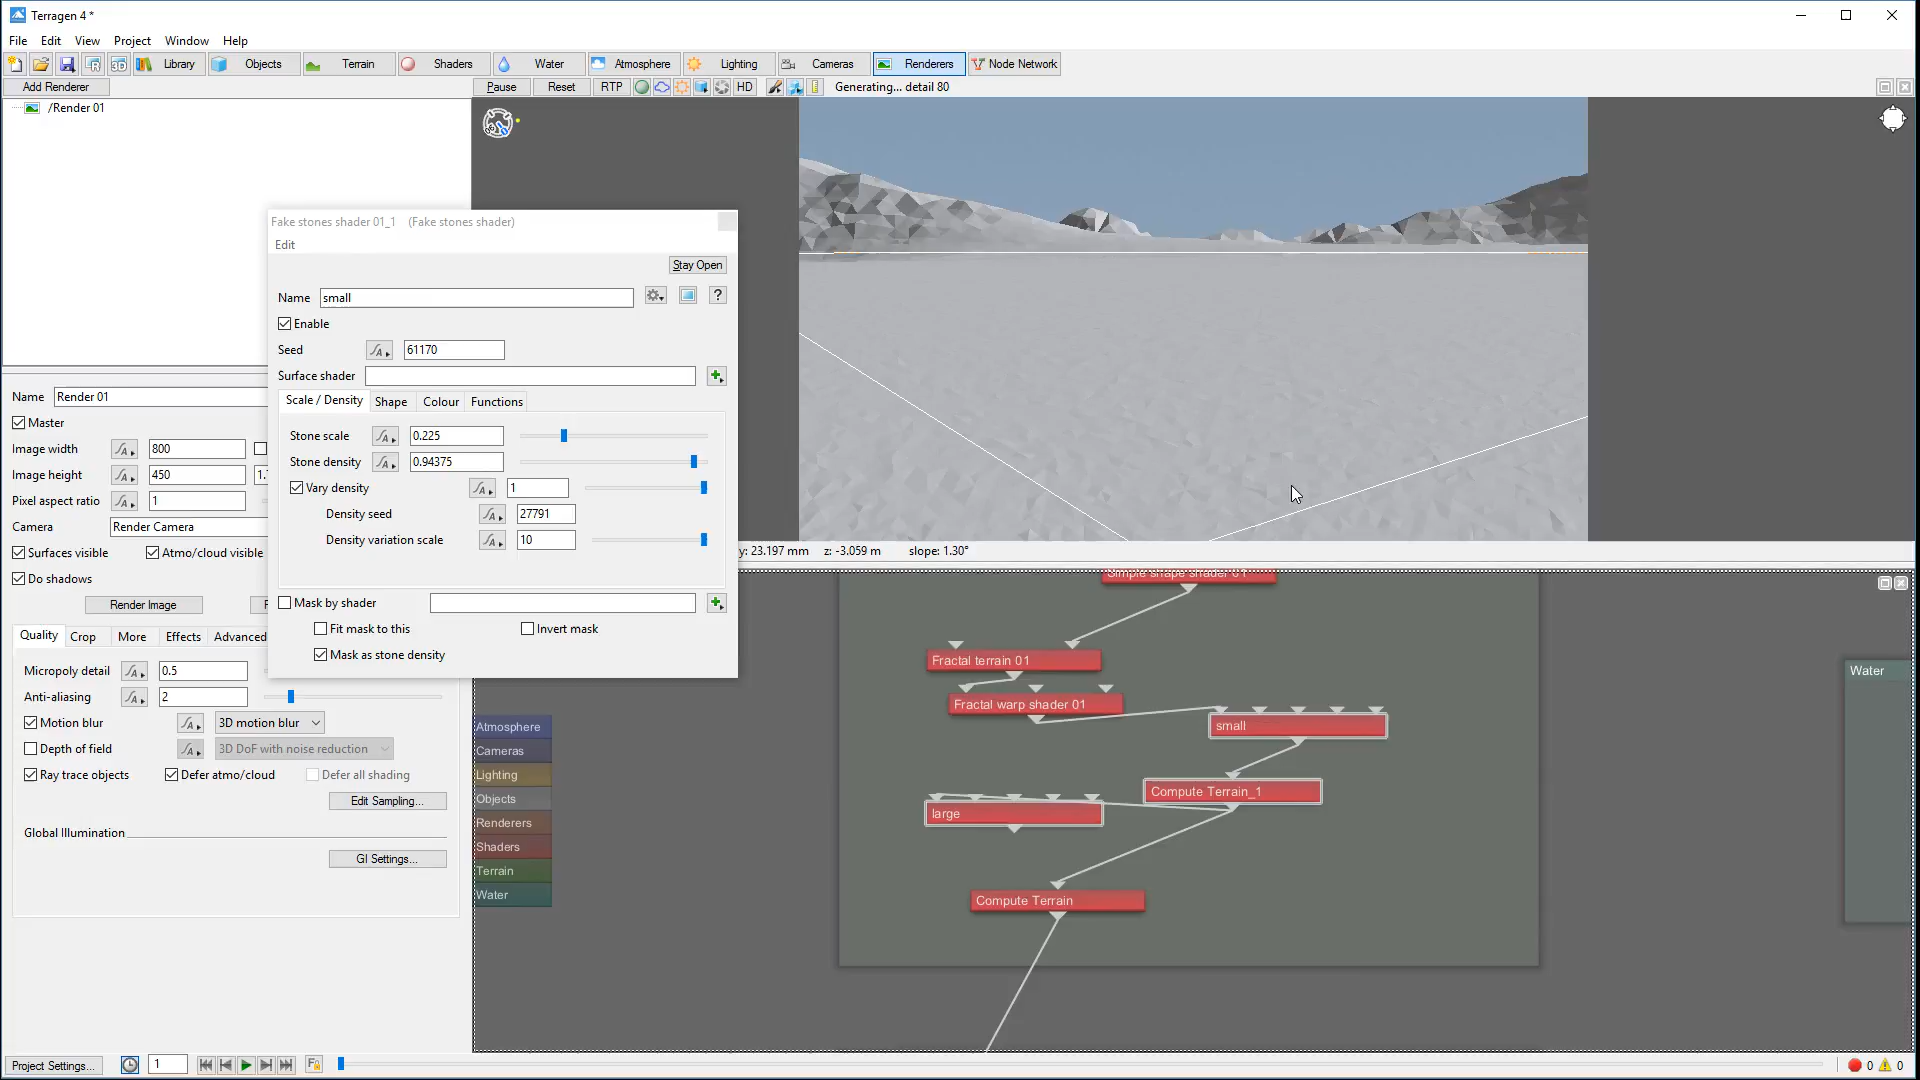 Terragen 4 *
File Edit View Project Window Help
Library Objects Terrain Shaders Water Atmosphere Lighting Cameras Renderers Node Network
Add Renderer Pause Reset RTP HD Generating... detail 80
/Render 01
Fake stones shader 01_1 (Fake stones shader)
Edit
Stay Open
Name small ?
Enable
Seed 61170
Surface shader
Scale / Density Shape Colour Functions
Stone scale 0.225
Stone density 0.94375
Vary density 1
Density seed 27791
Density variation scale 10
Mask by shader
Fit mask to this Invert mask
Mask as stone density
Name Render 01
Master
Image width 800
Image height 450 1.
Pixel aspect ratio 1
Camera Render Camera
Surfaces visible Atmo/cloud visible
Do shadows
Render Image
Quality Crop More Effects Advanced
Micropoly detail 0.5
Anti-aliasing 2
Motion blur 3D motion blur
Depth of field 3D DoF with noise reduction
Ray trace objects Defer atmo/cloud Defer all shading
Edit Sampling...
Global Illumination
GI Settings...
y: 23.197 mm z: -3.059 m slope: 1.30°
Simple shape shader 01
Fractal terrain 01
Fractal warp shader 01
small
Compute Terrain_1
large
Compute Terrain
Water
Atmosphere
Cameras
Lighting
Objects
Renderers
Shaders
Terrain
Water
Project Settings... 1 0 0